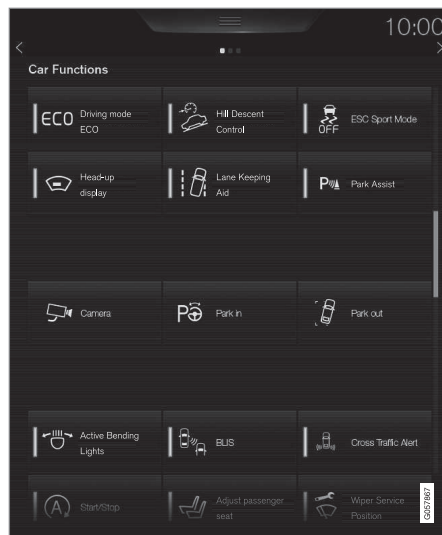 10:00
Car Functions
ECO Driving mode
ECO
Hill Descent
Control
OFF ESC Sport Mode
Head-up
display
Lane Keeping
Aid
P Park Assist
Camera
P Park in
Park out
Active Bending
Lights
BLIS
Cross Traffic Alert
A Start/Stop
Adjust passenger
seat
Wiper Service
Position
G057867